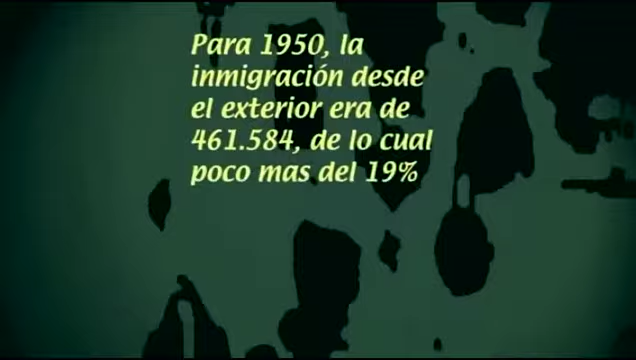 Para 1950, la
inmigración desde
el exterior era de
461.584, de lo cual
poco mas del 19%